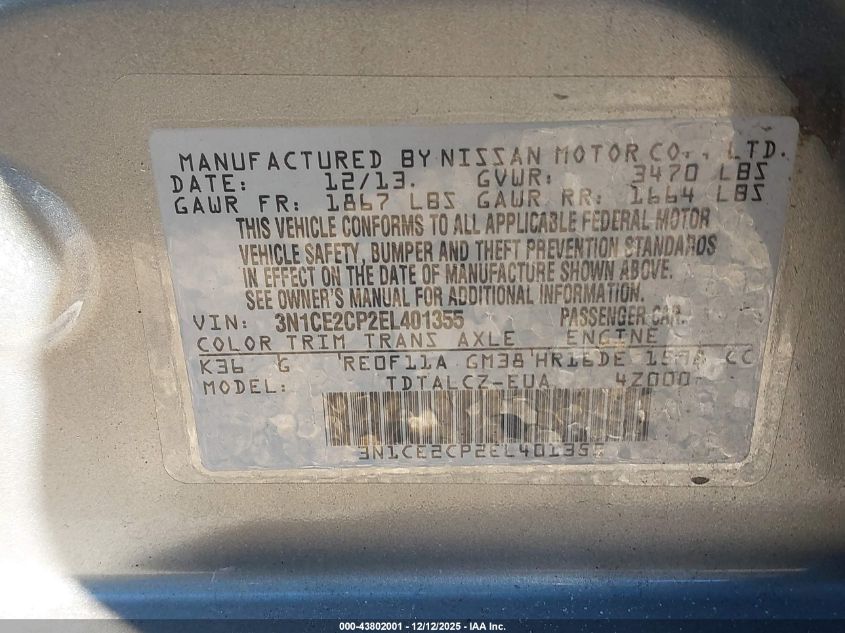 MANUFACTURED BY NISSAN MOTOR CO., LTD.
DATE: 12/13. GVWR: 3470 LBS
GAWR FR: 1867 LBS GAWR RR: 1664 LBS
THIS VEHICLE CONFORMS TO ALL APPLICABLE FEDERAL MOTOR
VEHICLE SAFETY, BUMPER AND THEFT PREVENTION STANDARDS
IN EFFECT ON THE DATE OF MANUFACTURE SHOWN ABOVE.
SEE OWNER'S MANUAL FOR ADDITIONAL INFORMATION.
VIN: 3N1CE2CP2EL401355 PASSENGER CAR.
COLOR TRIM TRANS AXLE ENGINE
K36 G RE0F11A GM38 HR16DE CC
MODEL: TDTALCZ-EUA 4Z000
3N1CE2CP2EL401355
000-43802001 - 12/12/2025 - IAA Inc.